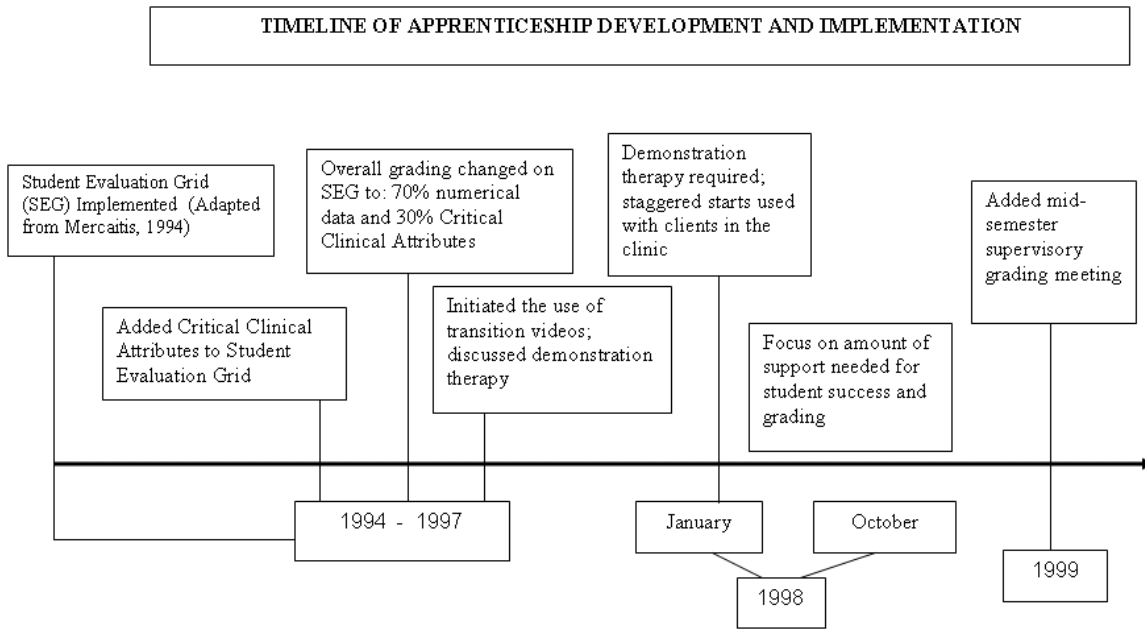 TIMELINE OF APPRENTICESHIP DEVELOPMENT AND IMPLEMENTATION
Student Evaluation Grid
(SEG) Implemented (Adapted
from Mercaitis, 1994)
Overall grading changed on
SEG to: 70% numerical
data and 30% Critical
Clinical Attributes
Demonstration
therapy required;
staggered starts used
with clients in the
clinic
Added mid-
semester
supervisory
grading meeting
Added Critical Clinical
Attributes to Student
Evaluation Grid
Initiated the use of
transition videos;
discussed demonstration
therapy
Focus on amount of
support needed for
student success and
grading
1994 - 1997
January
October
1998
1999